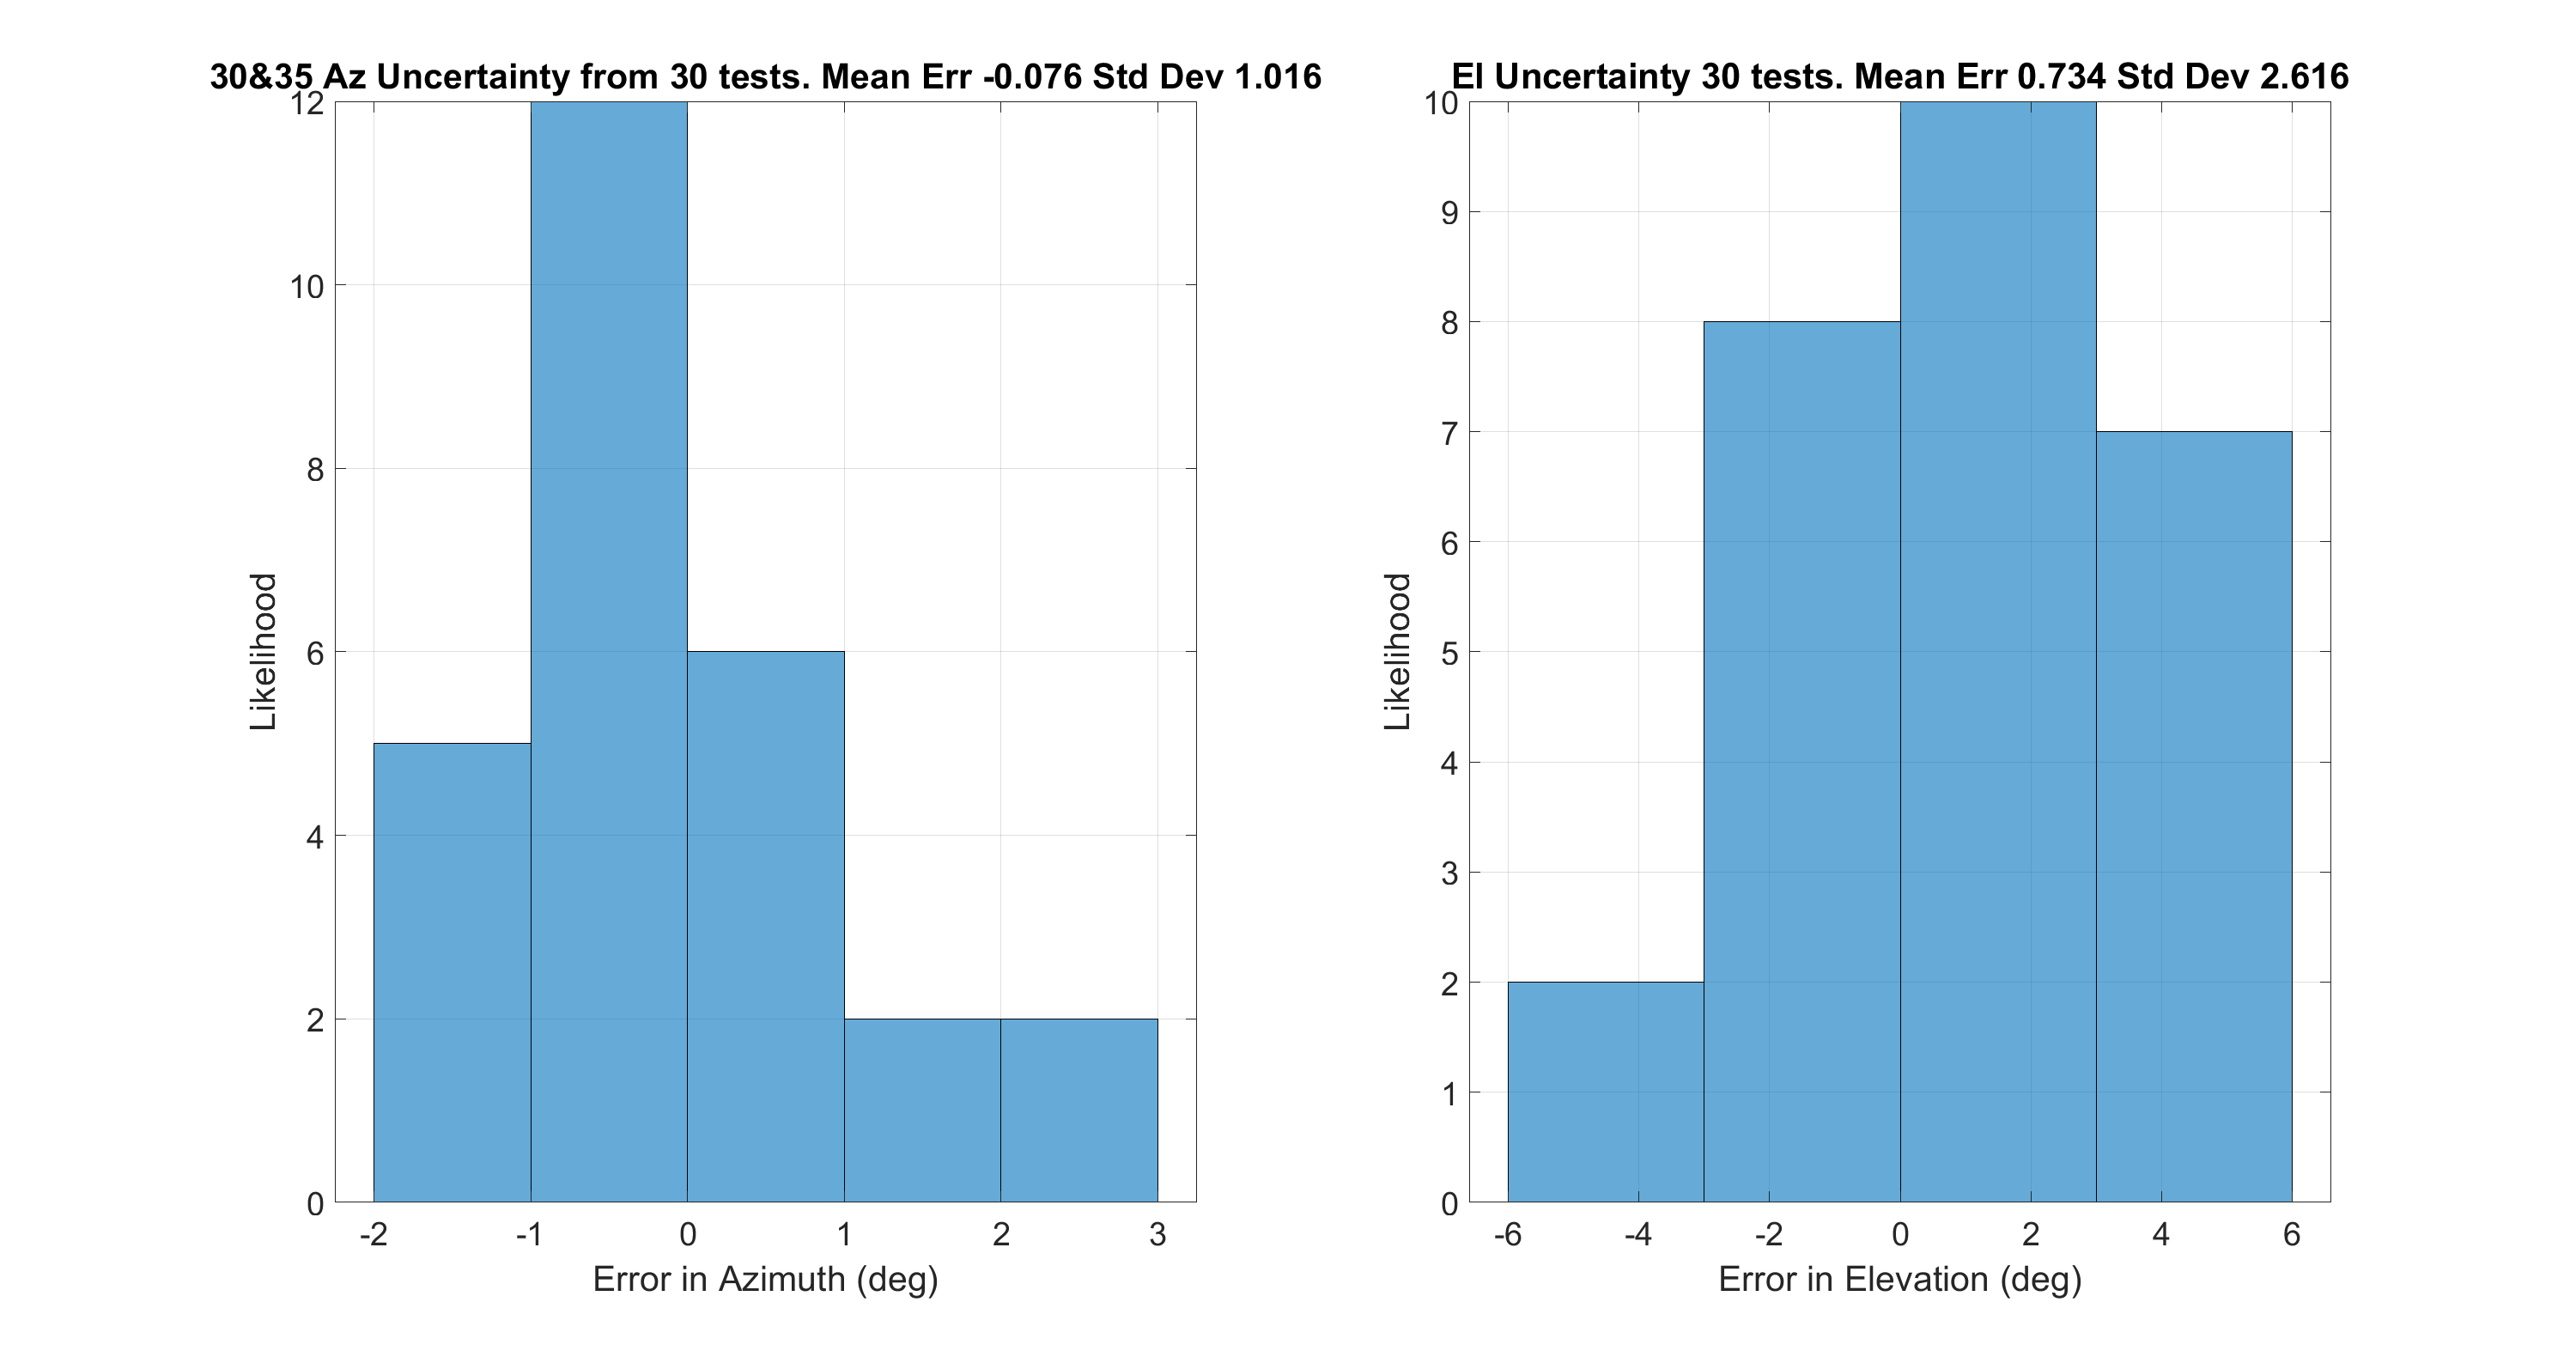 30&35 Az Uncertainty from 30 tests. Mean Err -0.076 Std Dev 1.016
12
10
8
6
4
2
0
Likelihood
-2 -1 0 1 2 3
Error in Azimuth (deg)
El Uncertainty 30 tests. Mean Err 0.734 Std Dev 2.616
10
9
8
7
6
5
4
3
2
1
0
Likelihood
-6 -4 -2 0 2 4 6
Error in Elevation (deg)